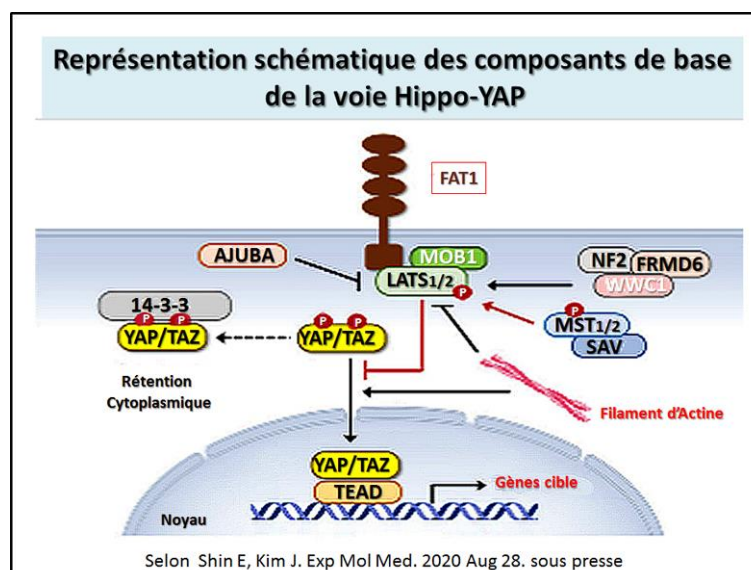 Représentation schématique des composants de base
de la voie Hippo-YAP
FAT1
AJUBA
MOB1
LATS1/2
P
NF2
FRMD6
WWC1
14-3-3
P
P
YAP/TAZ
P
P
YAP/TAZ
P
MST1/2
SAV
Rétention
Cytoplasmique
Filament d'Actine
YAP/TAZ
TEAD
Gènes cible
Noyau
Selon Shin E, Kim J. Exp Mol Med. 2020 Aug 28. sous presse